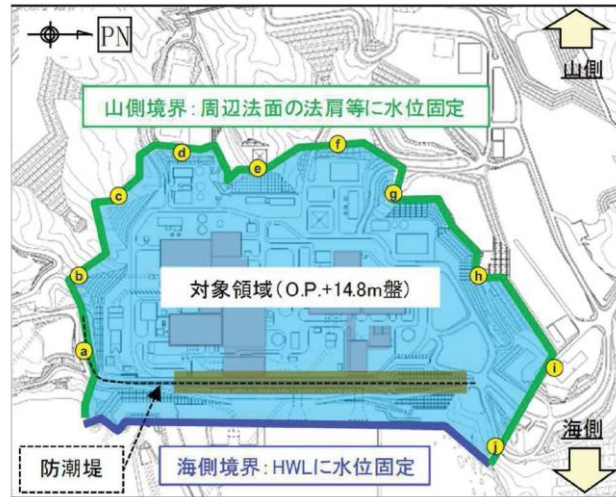 PN
山側
山側境界：周辺法面の法肩等に水位固定
d
f
e
c
g
b
h
対象領域（O.P.+14.8m盤）
a
i
海側
j
防潮堤
海側境界：HWLに水位固定